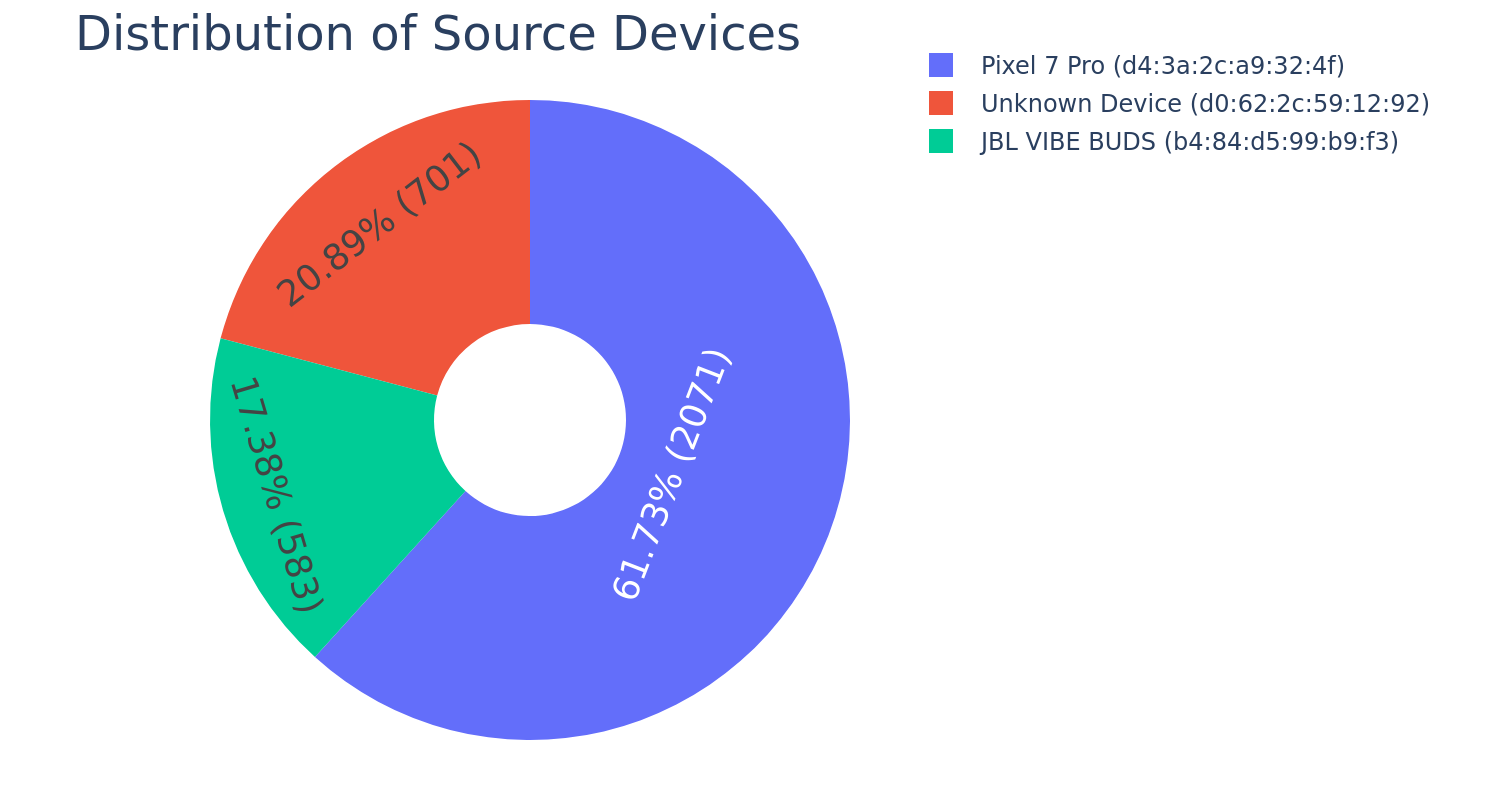 Distribution of Source Devices
Pixel 7 Pro (d4:3a:2c:a9:32:4f)
Unknown Device (d0:62:2c:59:12:92)
JBL VIBE BUDS (b4:84:d5:99:b9:f3)
20.89% (701)
61.73% (2071)
17.38% (583)